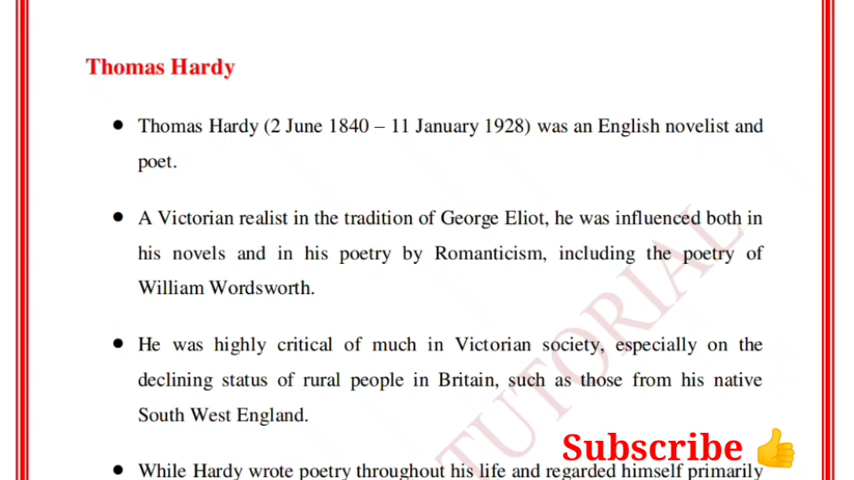 Thomas Hardy
● Thomas Hardy (2 June 1840 – 11 January 1928) was an English novelist and
poet.
● A Victorian realist in the tradition of George Eliot, he was influenced both in
his novels and in his poetry by Romanticism, including the poetry of
William Wordsworth.
● He was highly critical of much in Victorian society, especially on the
declining status of rural people in Britain, such as those from his native
South West England.
● While Hardy wrote poetry throughout his life and regarded himself primarily
TUTORIAL
Subscribe 👍